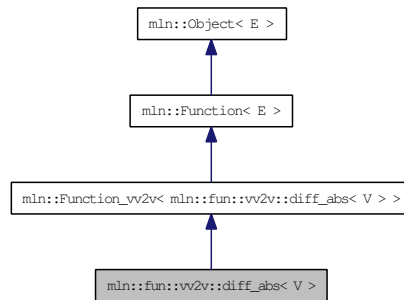 mln::Object< E >
mln::Function< E >
mln::Function_vv2v< mln::fun::vv2v::diff_abs< V > >
mln::fun::vv2v::diff_abs< V >